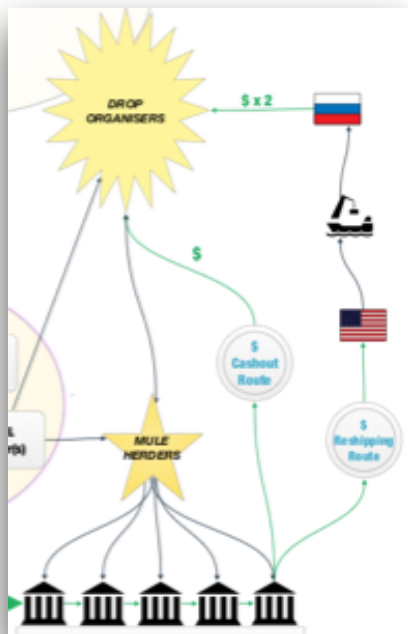 DROP
ORGANISERS
$ x 2
$
$
Cashout
Route
$
Reshipping
Route
&
r(s)
MULE
HERDERS